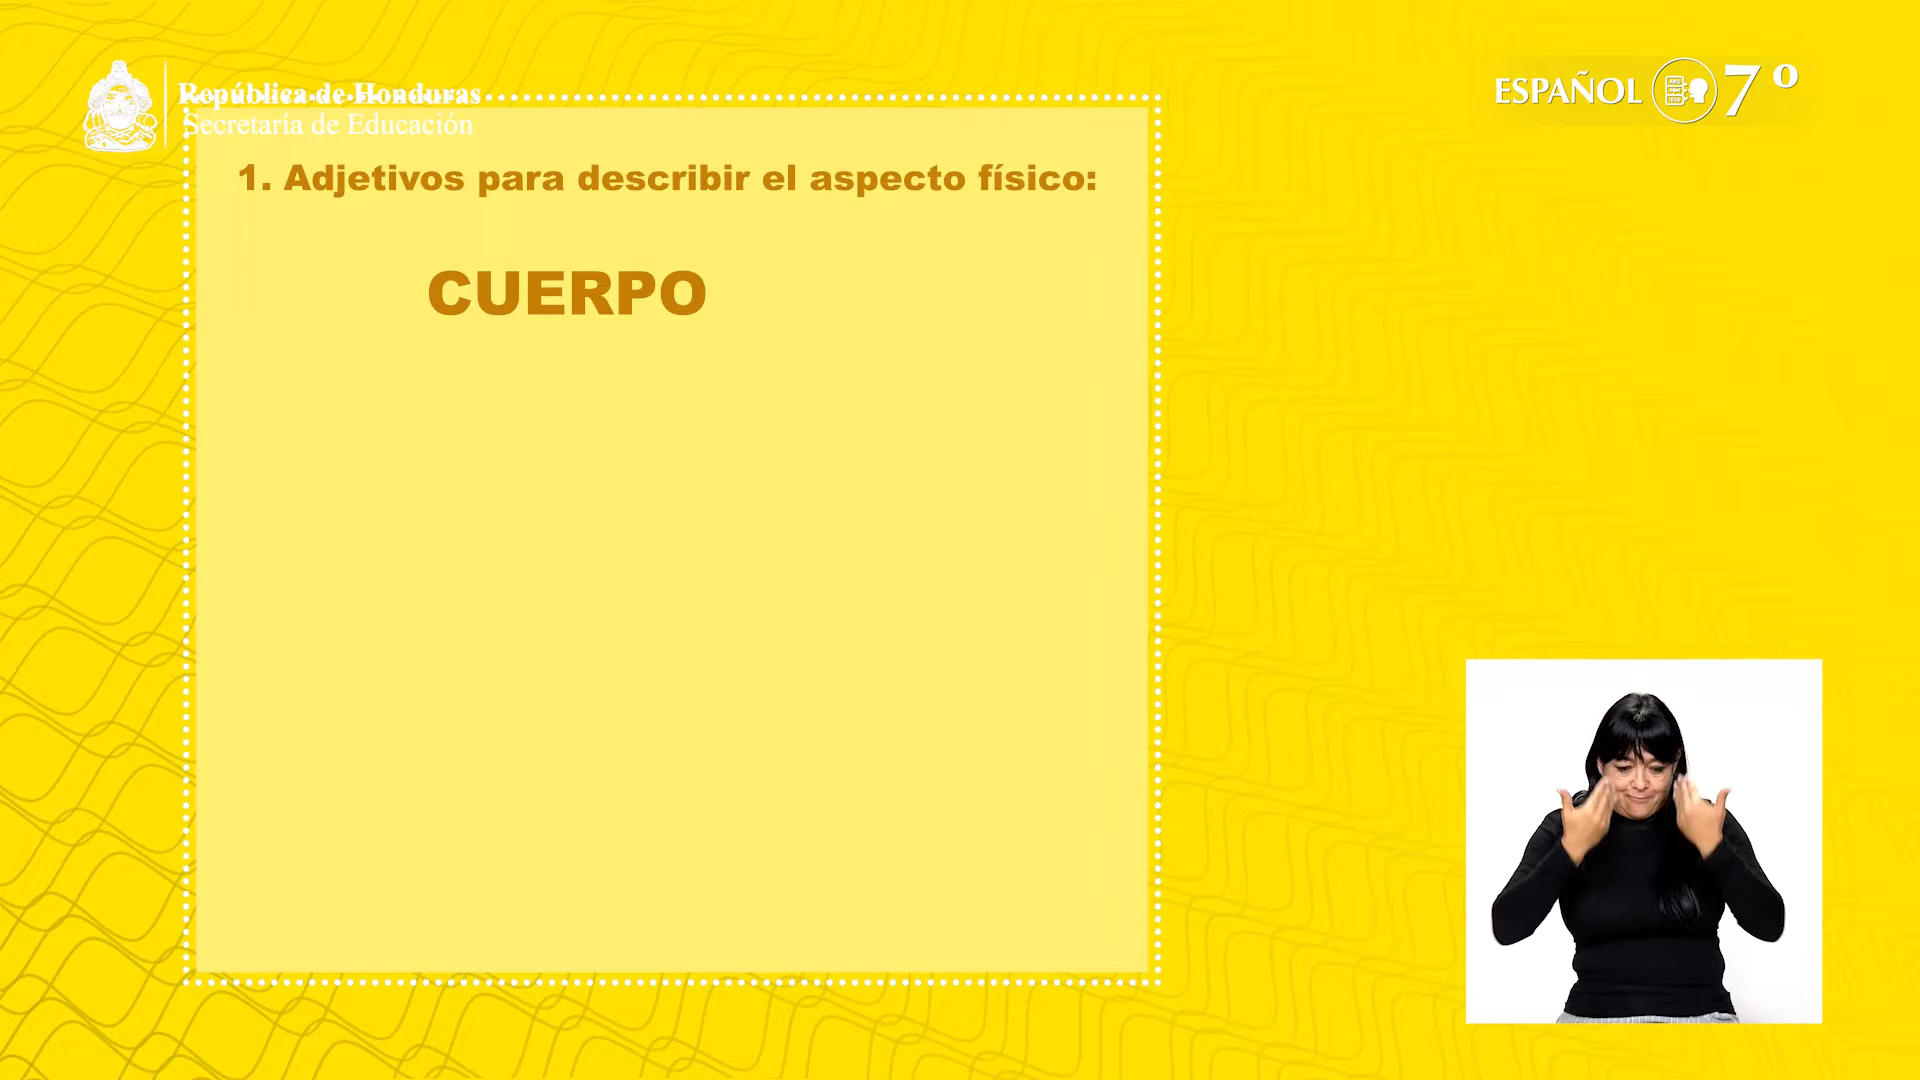 República de Honduras
Secretaría de Educación
ESPAÑOL 7º
1. Adjetivos para describir el aspecto físico:
CUERPO